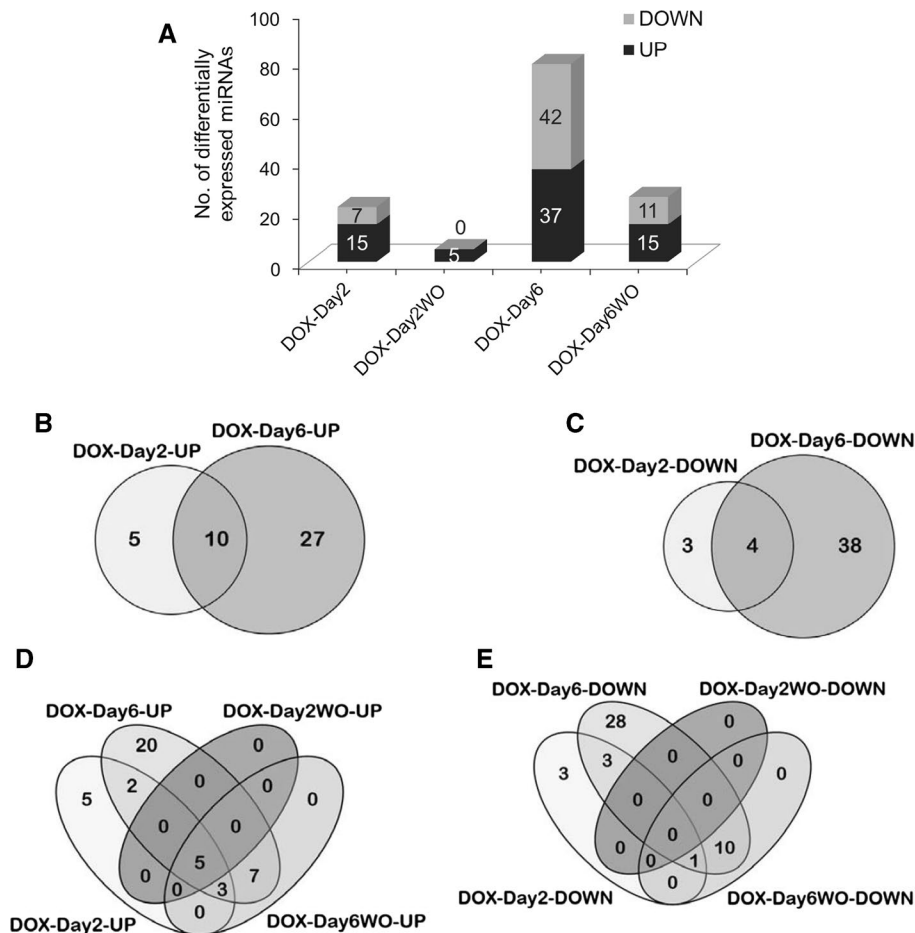 A
No. of differentially
expressed miRNAs
100
80
60
40
20
0
DOWN
UP
7
15
0
5
42
37
11
15
DOX-Day2
DOX-Day2WO
DOX-Day6
DOX-Day6WO
B
DOX-Day6-UP
DOX-Day2-UP
5
10
27
C
DOX-Day6-DOWN
DOX-Day2-DOWN
3
4
38
D
DOX-Day6-UP
DOX-Day2WO-UP
20
0
5
2
0
0
0
0
0
5
0
0
3
7
0
DOX-Day2-UP
DOX-Day6WO-UP
E
DOX-Day6-DOWN
DOX-Day2WO-DOWN
28
0
3
3
0
0
0
0
0
0
0
0
1
10
0
DOX-Day2-DOWN
DOX-Day6WO-DOWN